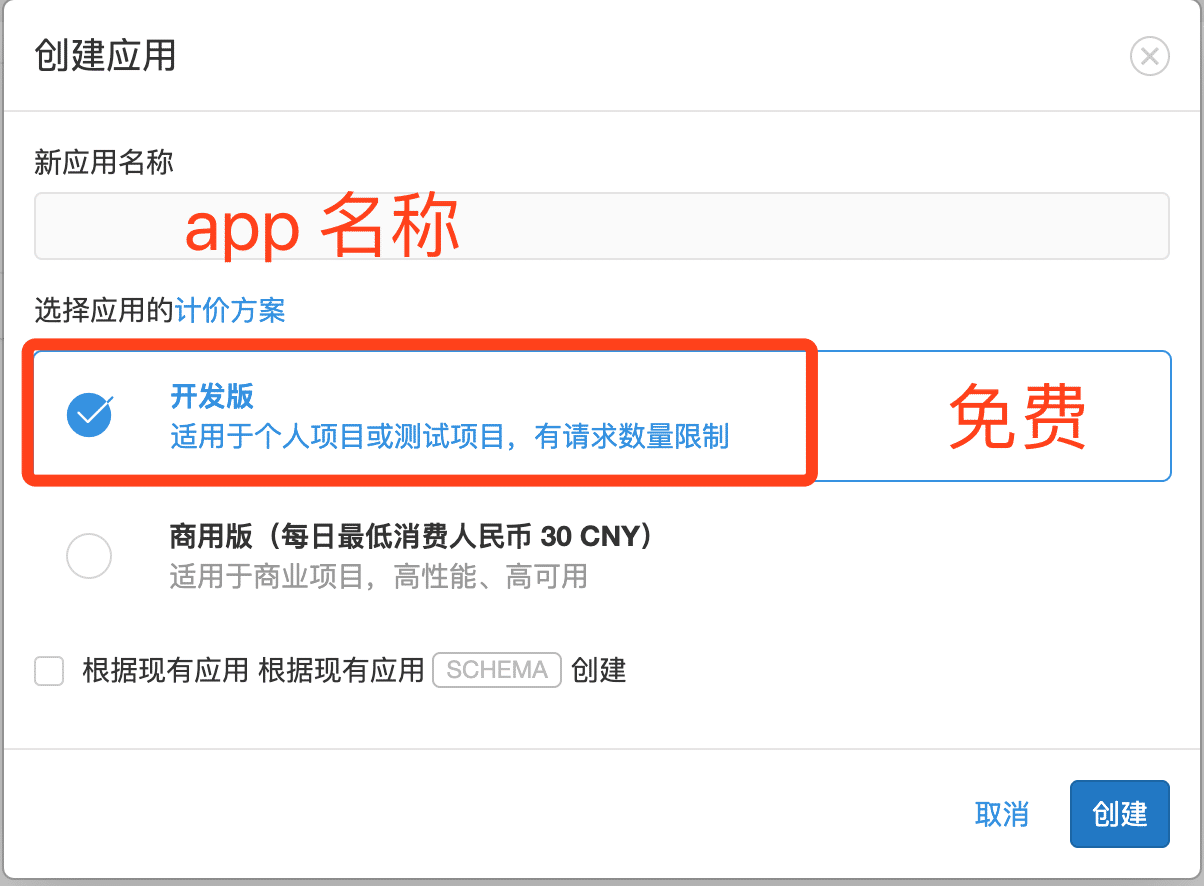 创建应用
新应用名称
app 名称
选择应用的计价方案
开发版
适用于个人项目或测试项目，有请求数量限制
免费
商用版（每日最低消费人民币 30 CNY）
适用于商业项目，高性能、高可用
根据现有应用 根据现有应用 SCHEMA 创建
取消
创建